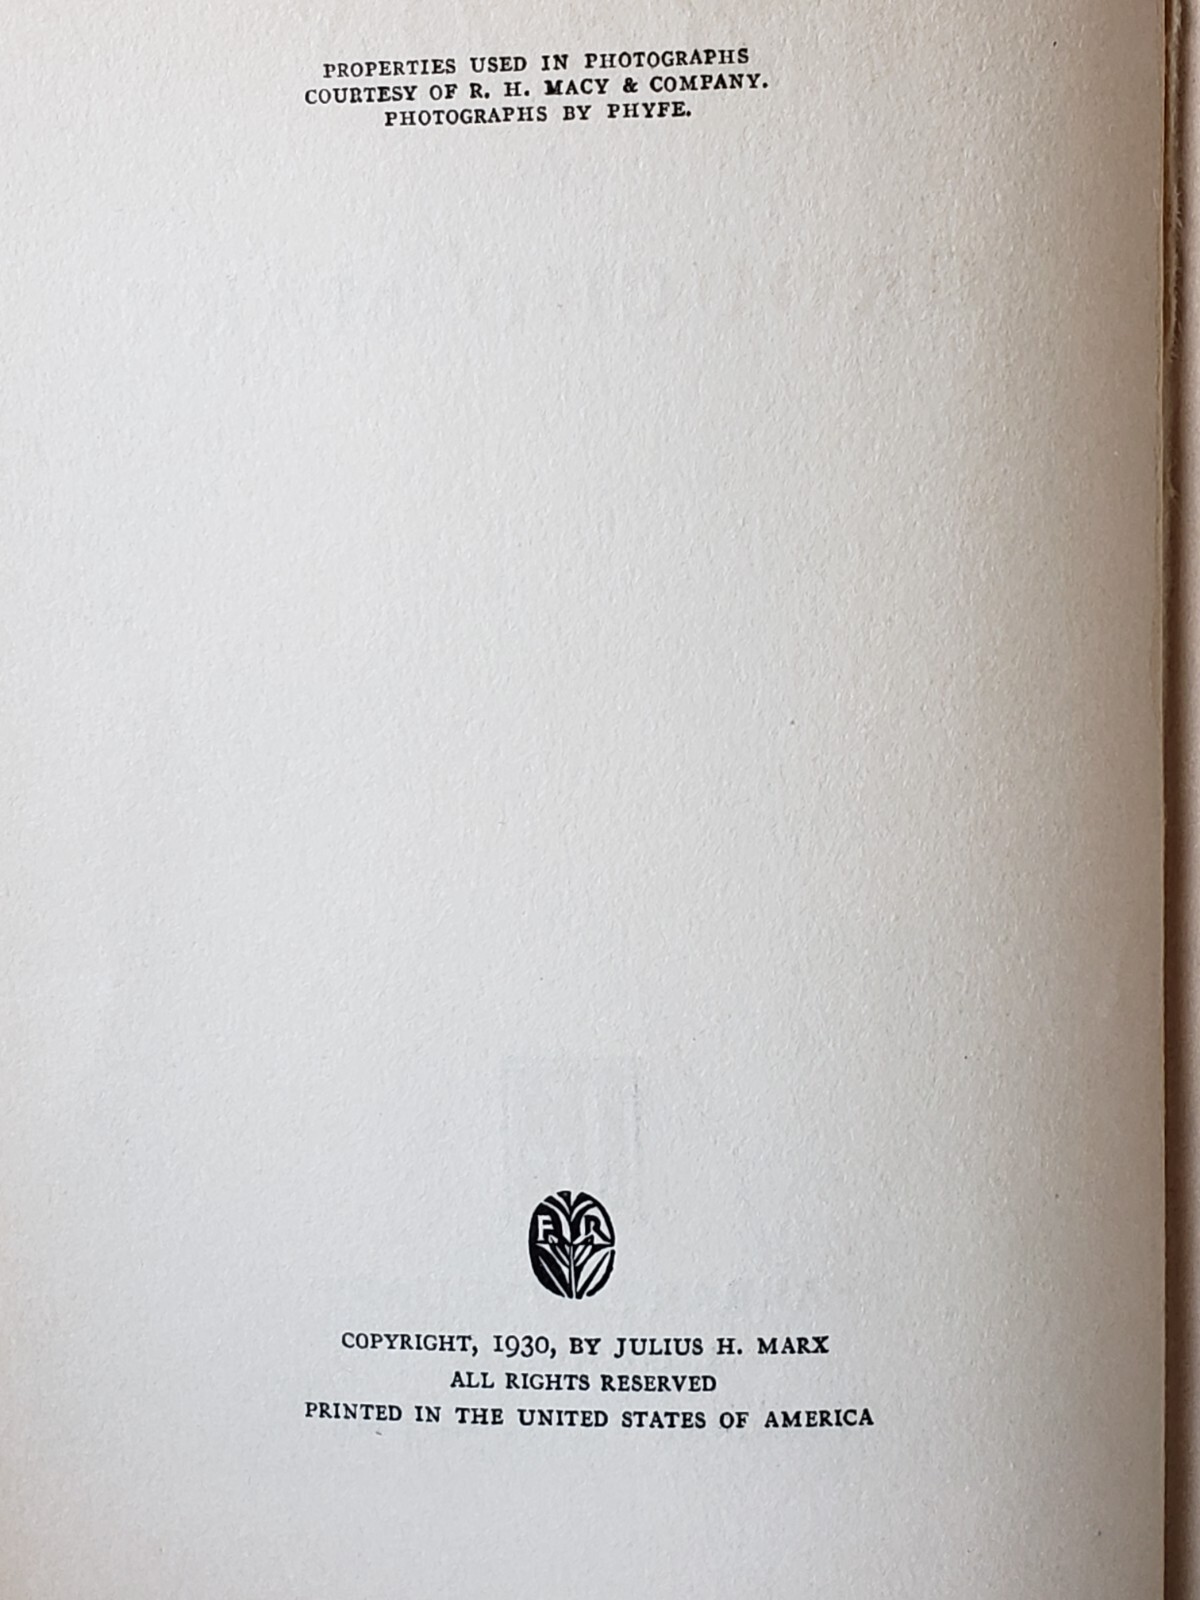 PROPERTIES USED IN PHOTOGRAPHS
COURTESY OF R. H. MACY & COMPANY.
PHOTOGRAPHS BY PHYFE.
F R
COPYRIGHT, 1930, BY JULIUS H. MARX
ALL RIGHTS RESERVED
PRINTED IN THE UNITED STATES OF AMERICA